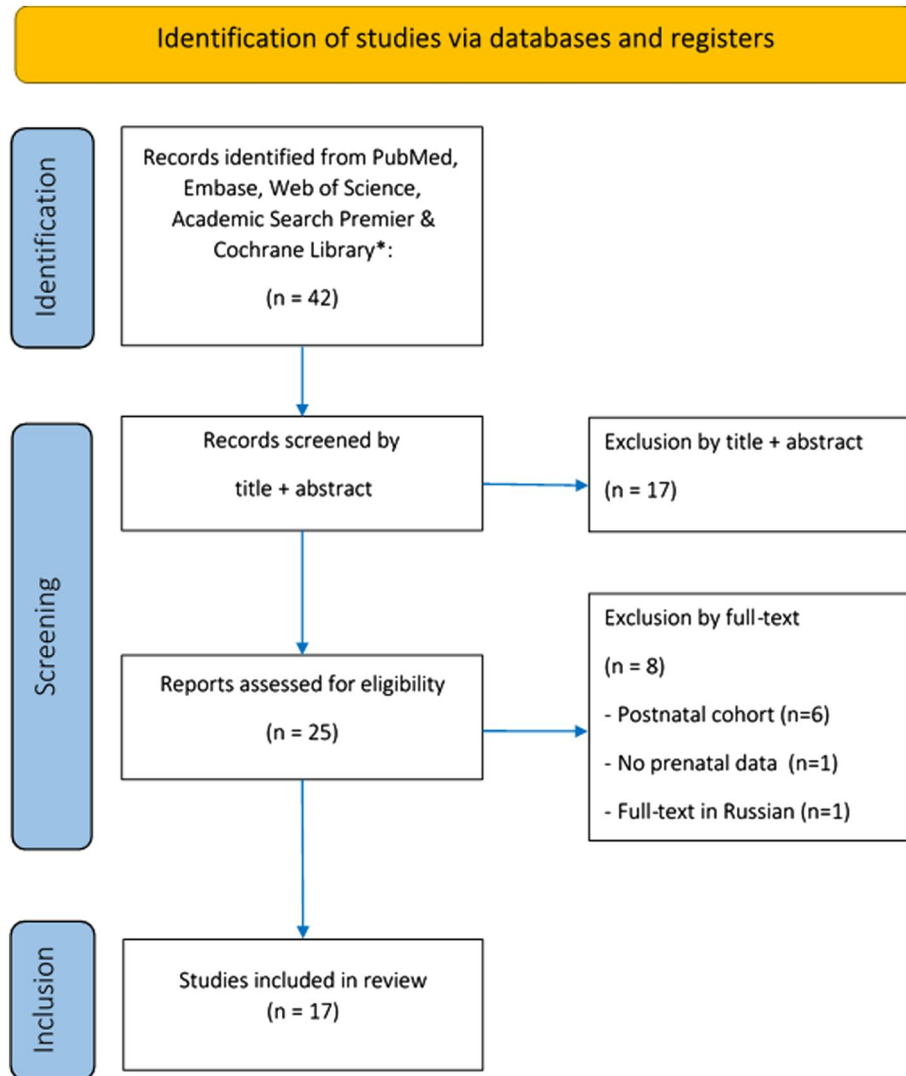 Identification of studies via databases and registers
Identification
Records identified from PubMed,
Embase, Web of Science,
Academic Search Premier &
Cochrane Library*:
(n = 42)
Screening
Records screened by
title + abstract
Exclusion by title + abstract
(n = 17)
Reports assessed for eligibility
(n = 25)
Exclusion by full-text
(n = 8)
- Postnatal cohort (n=6)
- No prenatal data (n=1)
- Full-text in Russian (n=1)
Inclusion
Studies included in review
(n = 17)